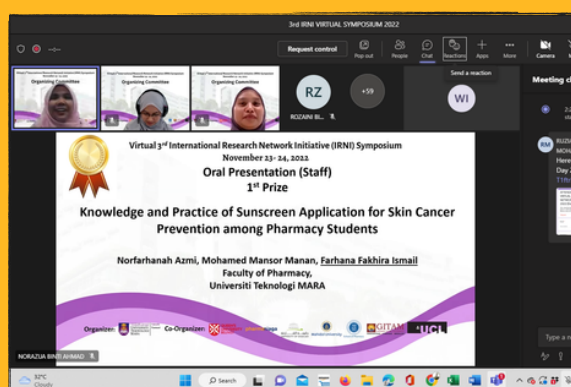 3rd IRNI VIRTUAL SYMPOSIUM 2022
Request control
Pop out
People
Chat
Reactions
Apps
More
Camera
Send a reaction
Meeting ch
Organizing Committee
Organizing Committee
Organizing Committee
RZ
ROZAINI BI...
+59
WI
RM
Here
Day
Virtual 3rd International Research Network Initiative (IRNI) Symposium
November 23- 24, 2022
Oral Presentation (Staff)
1st Prize
Knowledge and Practice of Sunscreen Application for Skin Cancer
Prevention among Pharmacy Students
Norfarhanah Azmi, Mohamed Mansor Manan, Farhana Fakhira Ismail
Faculty of Pharmacy,
Universiti Teknologi MARA
Organizer:
Co-Organizer:
GITAM
UCL
NORAZLIA BINTI AHMAD
Type a
32°C
Cloudy
Search